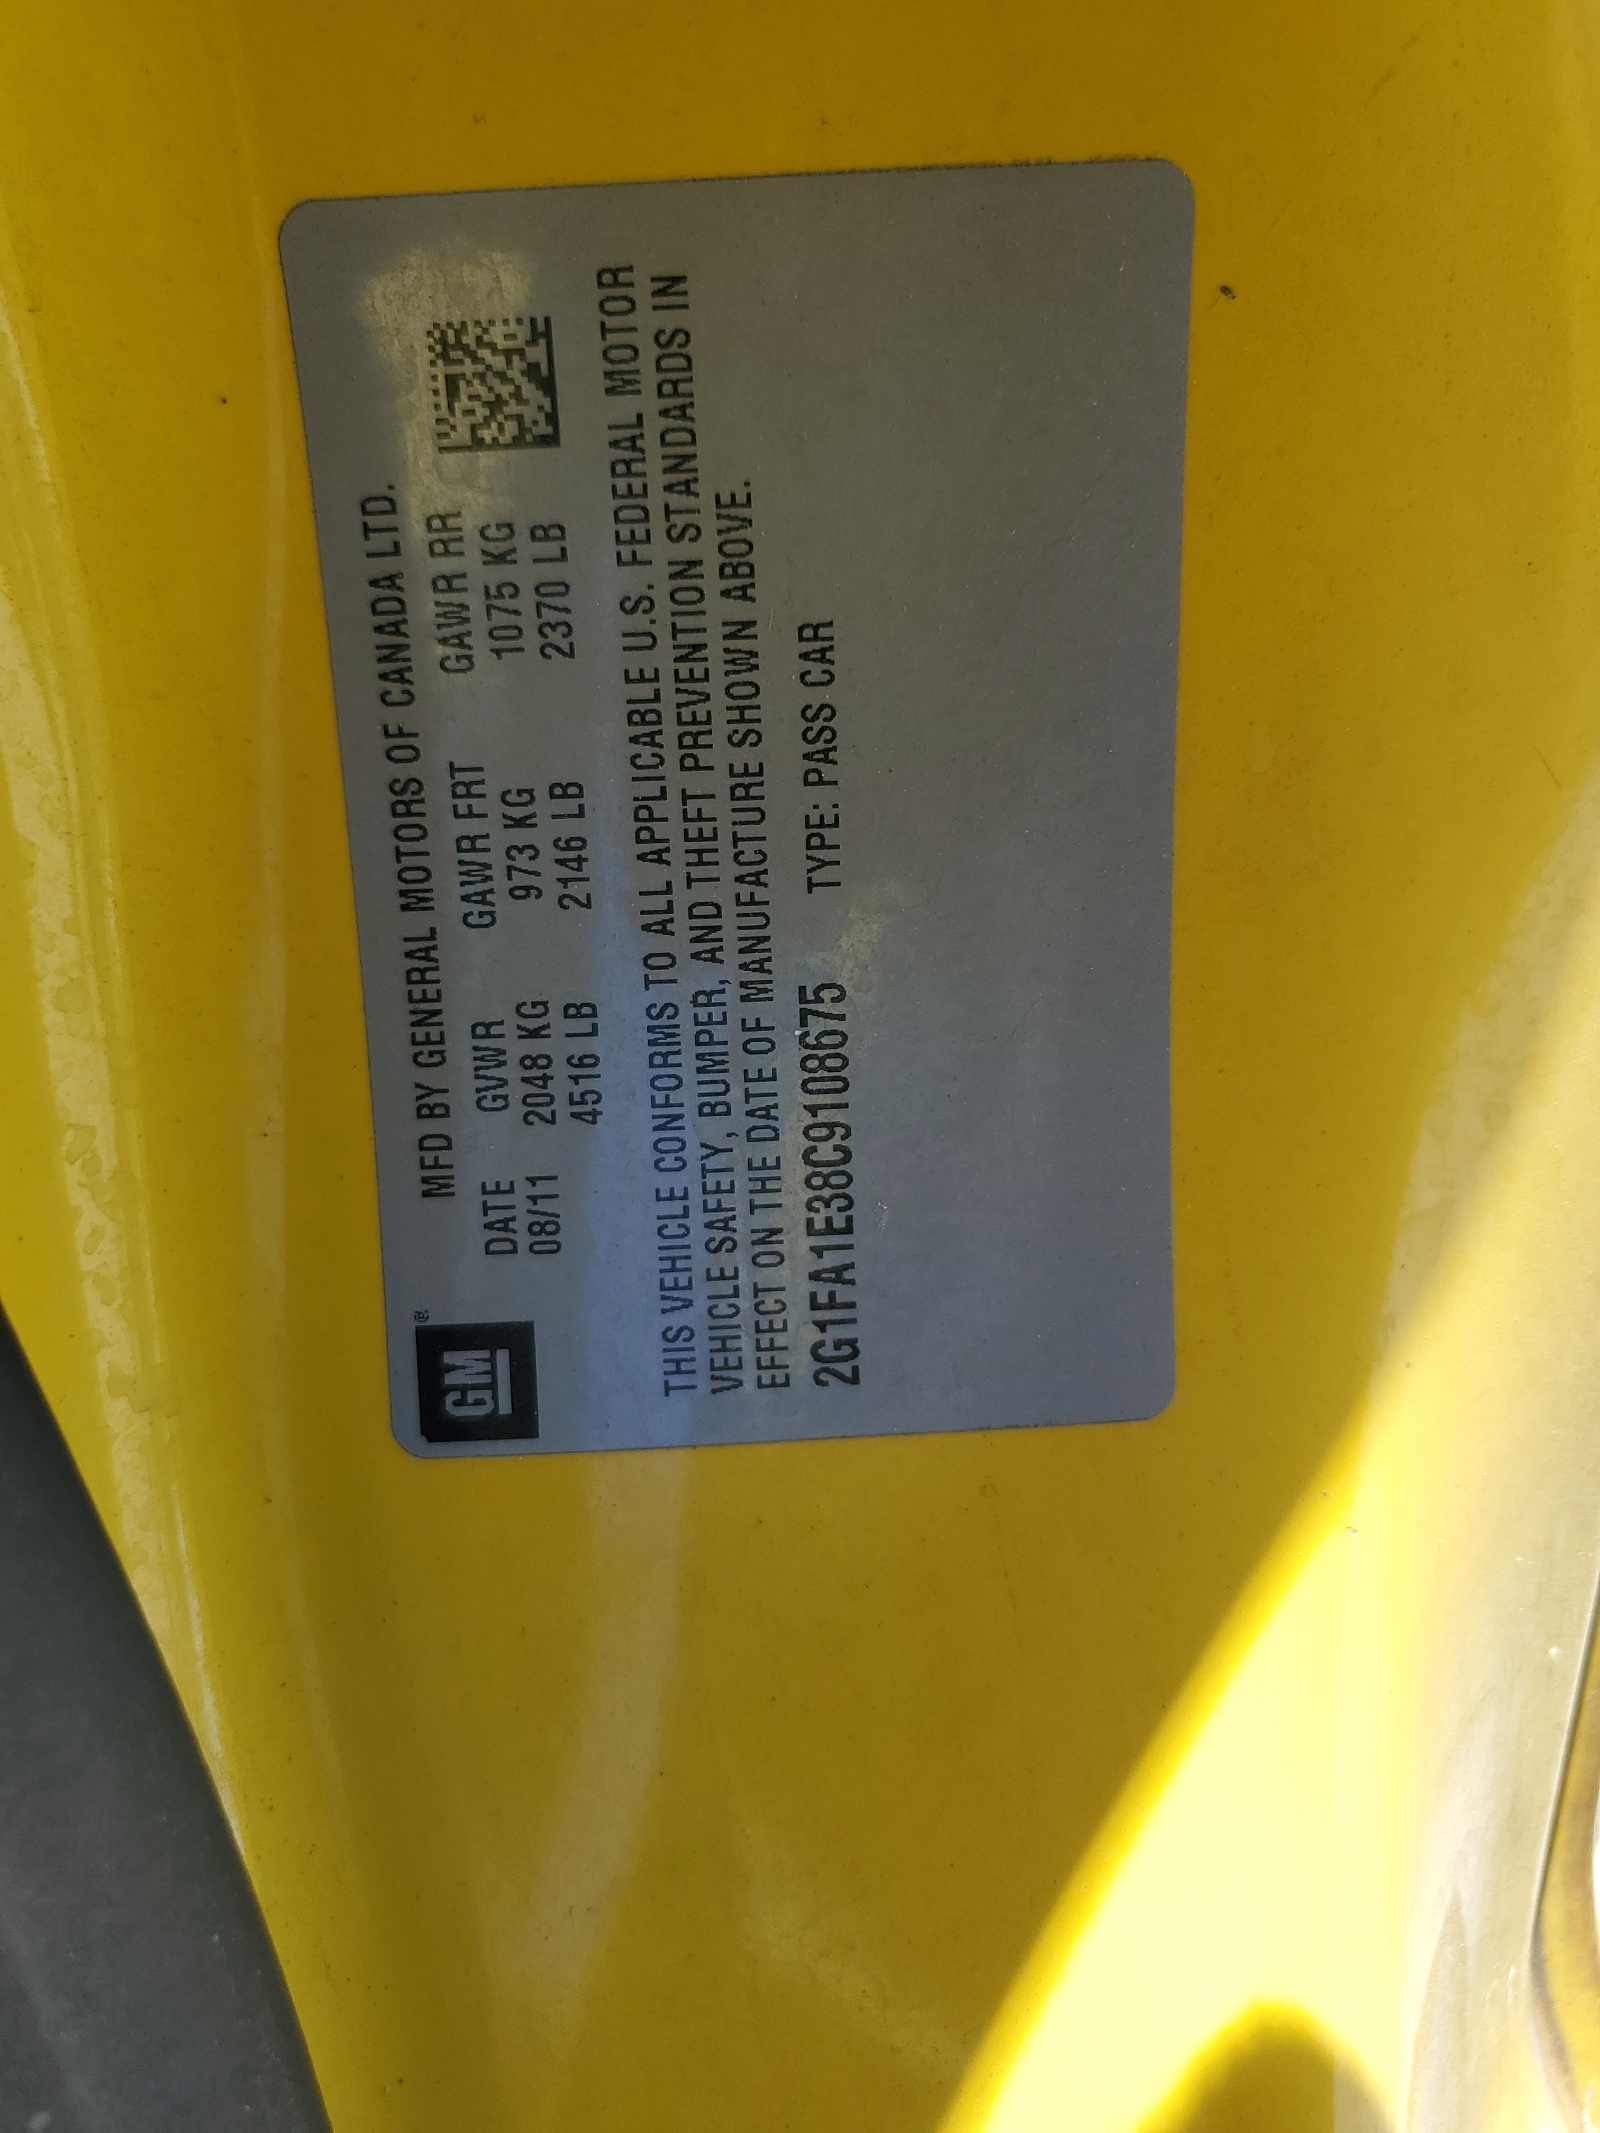 GM ®
MFD BY GENERAL MOTORS OF CANADA LTD.
DATE GVWR GAWR FRT GAWR RR
08/11 2048 KG 973 KG 1075 KG
4516 LB 2146 LB 2370 LB
THIS VEHICLE CONFORMS TO ALL APPLICABLE U.S. FEDERAL MOTOR
VEHICLE SAFETY, BUMPER, AND THEFT PREVENTION STANDARDS IN
EFFECT ON THE DATE OF MANUFACTURE SHOWN ABOVE.
2G1FA1E38C9108675 TYPE: PASS CAR